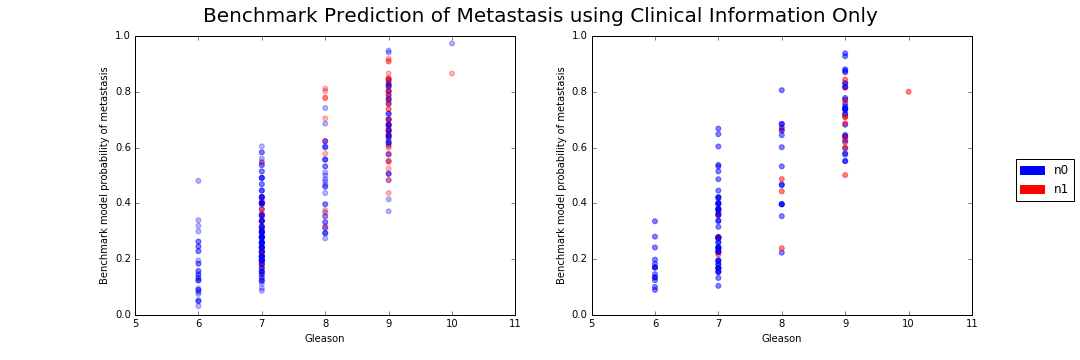 Benchmark Prediction of Metastasis using Clinical Information Only
Benchmark model probability of metastasis
1.0
0.8
0.6
0.4
0.2
0.0
5 6 7 8 9 10 11
Gleason
Benchmark model probability of metastasis
1.0
0.8
0.6
0.4
0.2
0.0
5 6 7 8 9 10 11
Gleason
n0
n1